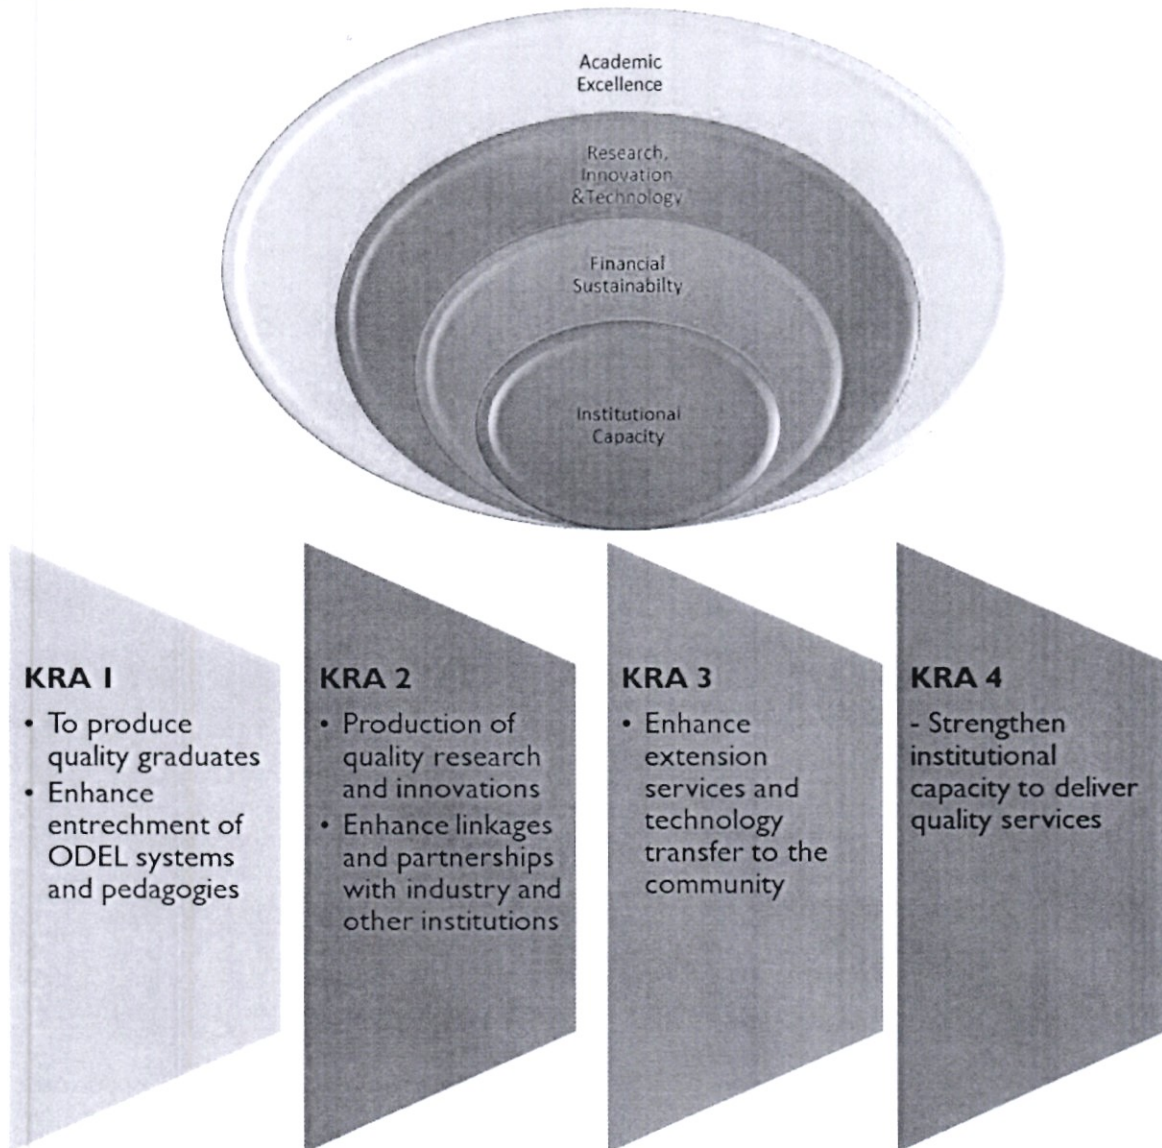 Academic
Excellence
Research,
Innovation
&Technology
Financial
Sustainabilty
Institutional
Capacity
KRA 1
• To produce
quality graduates
• Enhance
entrechment of
ODEL systems
and pedagogies
KRA 2
• Production of
quality research
and innovations
• Enhance linkages
and partnerships
with industry and
other institutions
KRA 3
• Enhance
extension
services and
technology
transfer to the
community
KRA 4
- Strengthen
institutional
capacity to deliver
quality services